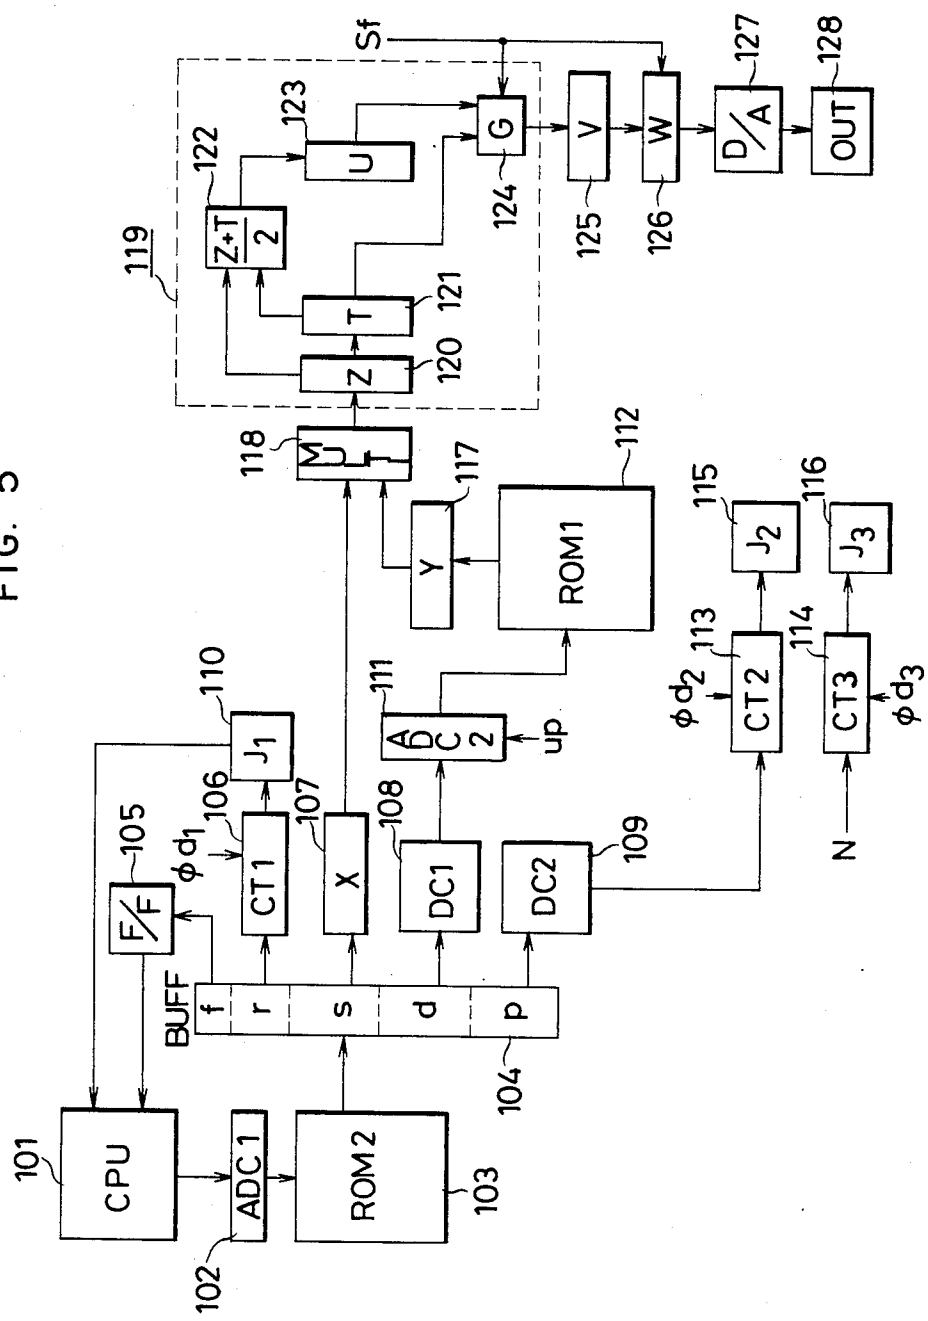 FIG. 5
101
CPU
102
ADC1
103
ROM2
BUFF
f
r
s
d
p
104
105
F/F
φd1
106
CT1
107
X
108
DC1
109
DC2
110
J1
111
ADC2
up
112
ROM1
φd2
113
CT2
114
CT3
φd3
N
115
J2
116
J3
117
Y
118
MUL
119
120
Z
121
T
122
Z+T
2
123
U
124
G
Sf
125
V
126
W
127
D/A
128
OUT